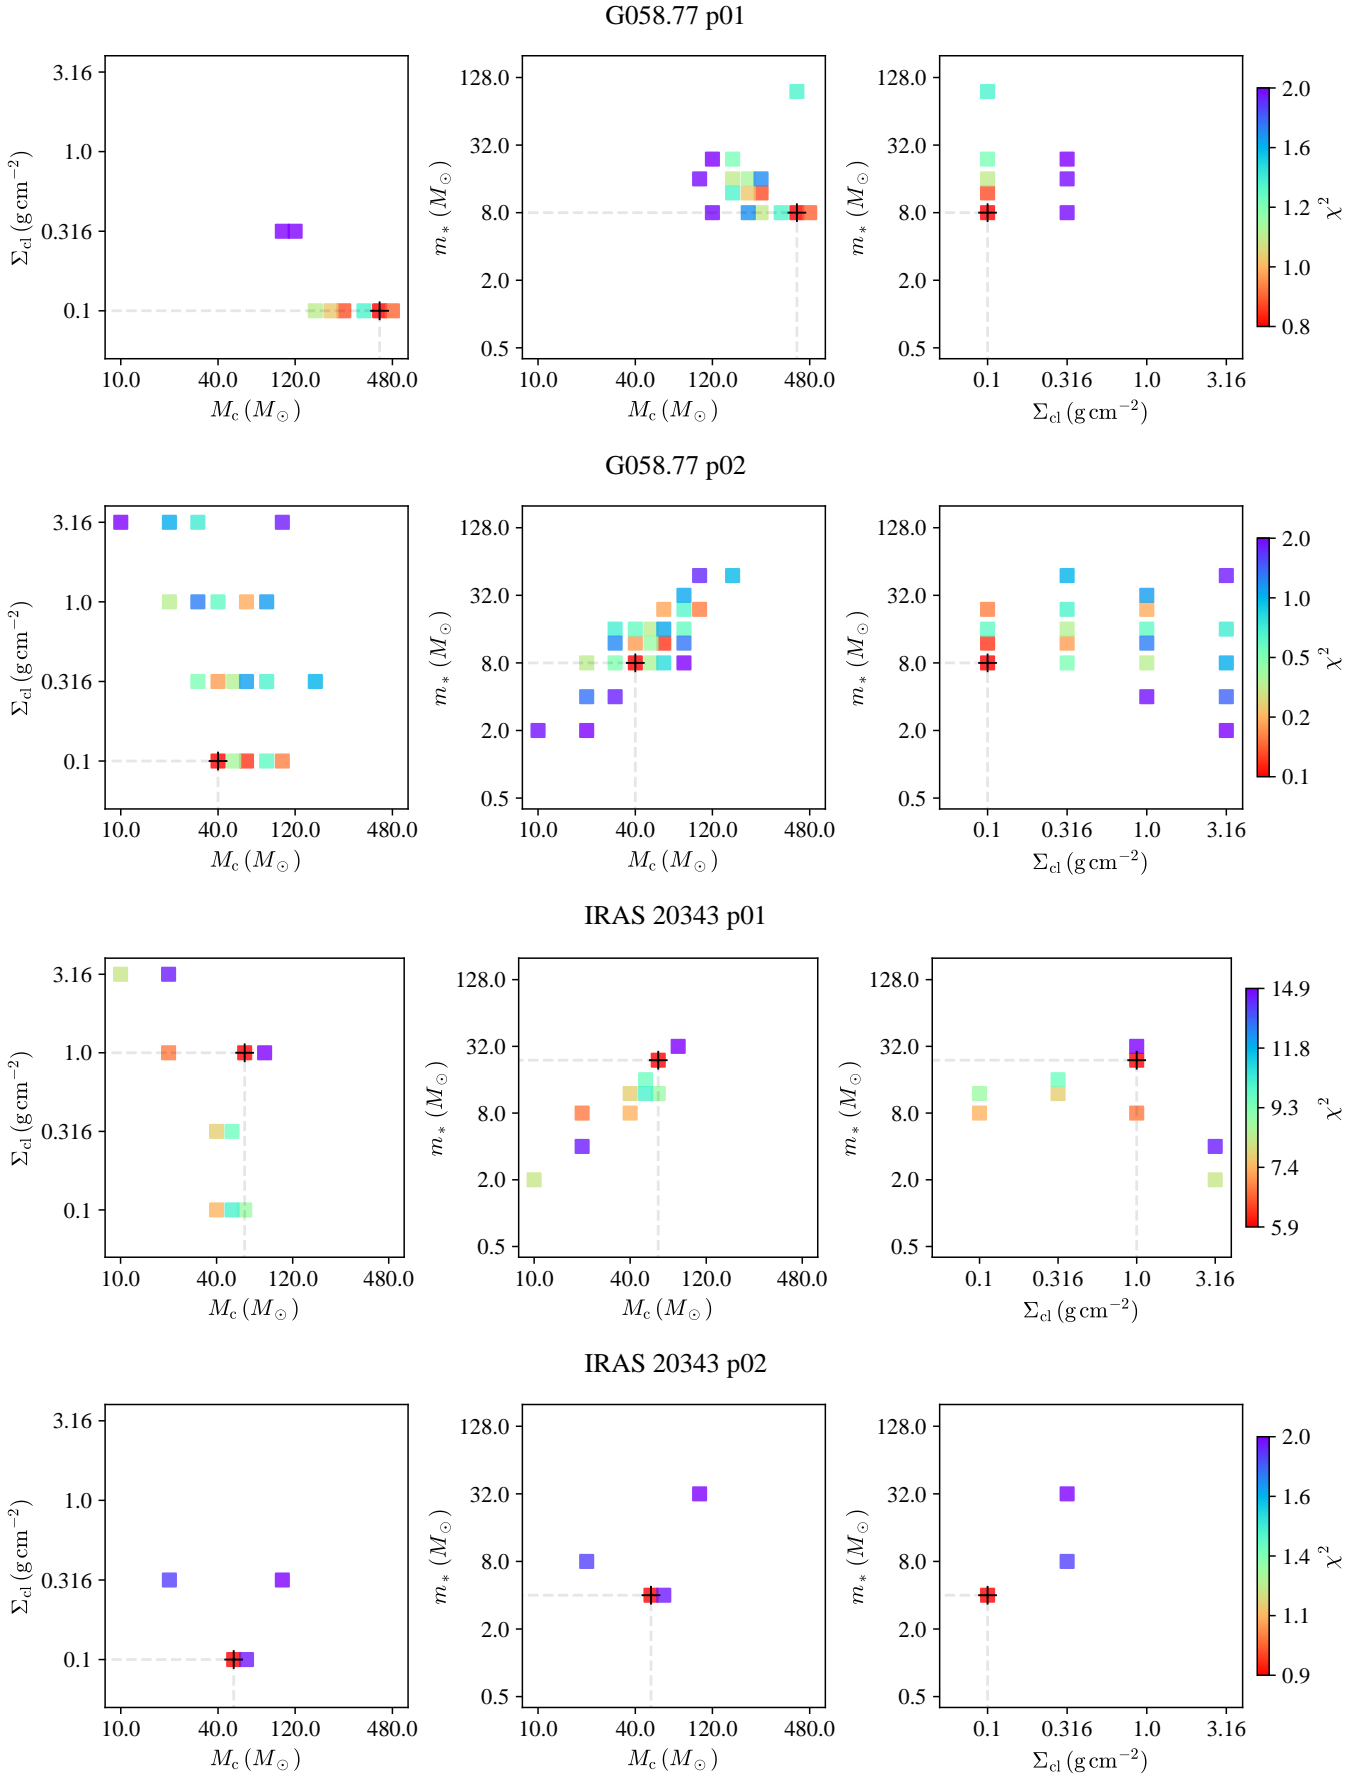 G058.77 p01
3.16
1.0
0.316
0.1
Σcl (g cm−2)
10.0 40.0 120.0 480.0
Mc (M⊙)
128.0
32.0
8.0
2.0
0.5
m* (M⊙)
10.0 40.0 120.0 480.0
Mc (M⊙)
128.0
32.0
8.0
2.0
0.5
m* (M⊙)
0.1 0.316 1.0 3.16
Σcl (g cm−2)
2.0
1.6
1.2
1.0
0.8
χ2
G058.77 p02
3.16
1.0
0.316
0.1
Σcl (g cm−2)
10.0 40.0 120.0 480.0
Mc (M⊙)
128.0
32.0
8.0
2.0
0.5
m* (M⊙)
10.0 40.0 120.0 480.0
Mc (M⊙)
128.0
32.0
8.0
2.0
0.5
m* (M⊙)
0.1 0.316 1.0 3.16
Σcl (g cm−2)
2.0
1.0
0.5
0.2
0.1
χ2
IRAS 20343 p01
3.16
1.0
0.316
0.1
Σcl (g cm−2)
10.0 40.0 120.0 480.0
Mc (M⊙)
128.0
32.0
8.0
2.0
0.5
m* (M⊙)
10.0 40.0 120.0 480.0
Mc (M⊙)
128.0
32.0
8.0
2.0
0.5
m* (M⊙)
0.1 0.316 1.0 3.16
Σcl (g cm−2)
14.9
11.8
9.3
7.4
5.9
χ2
IRAS 20343 p02
3.16
1.0
0.316
0.1
Σcl (g cm−2)
10.0 40.0 120.0 480.0
Mc (M⊙)
128.0
32.0
8.0
2.0
0.5
m* (M⊙)
10.0 40.0 120.0 480.0
Mc (M⊙)
128.0
32.0
8.0
2.0
0.5
m* (M⊙)
0.1 0.316 1.0 3.16
Σcl (g cm−2)
2.0
1.6
1.4
1.1
0.9
χ2